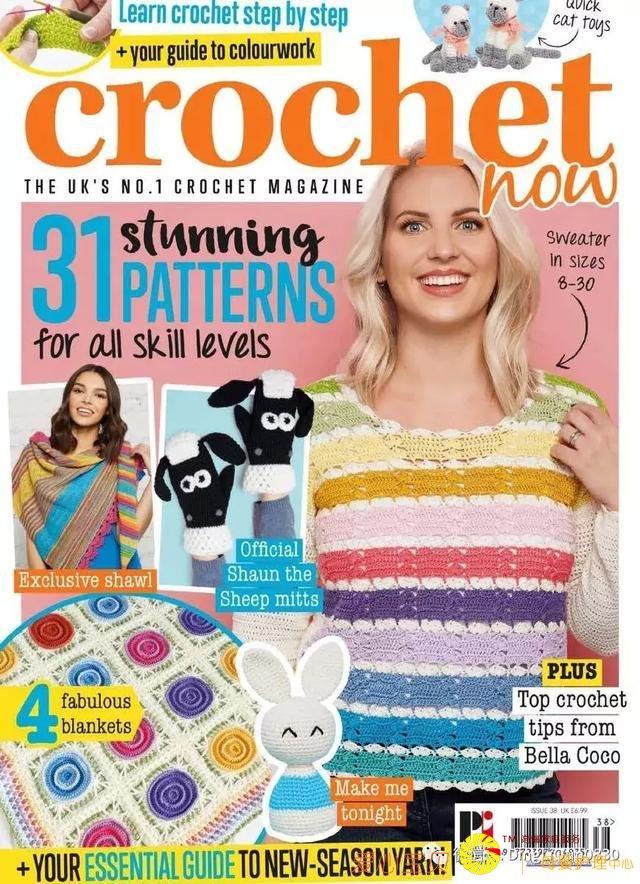 Learn crochet step by step
+ your guide to colourwork
QUICK
cat toys
crochet
now
THE UK'S NO.1 CROCHET MAGAZINE
31 stunning
PATTERNS
for all skill levels
sweater
in sizes
8-30
Exclusive shawl
Official
Shaun the
Sheep mitts
4 fabulous
blankets
Make me
tonight
PLUS
Top crochet
tips from
Bella Coco
ISSUE 38 UK £6.99
38>
+ YOUR ESSENTIAL GUIDE TO NEW-SEASON YARN